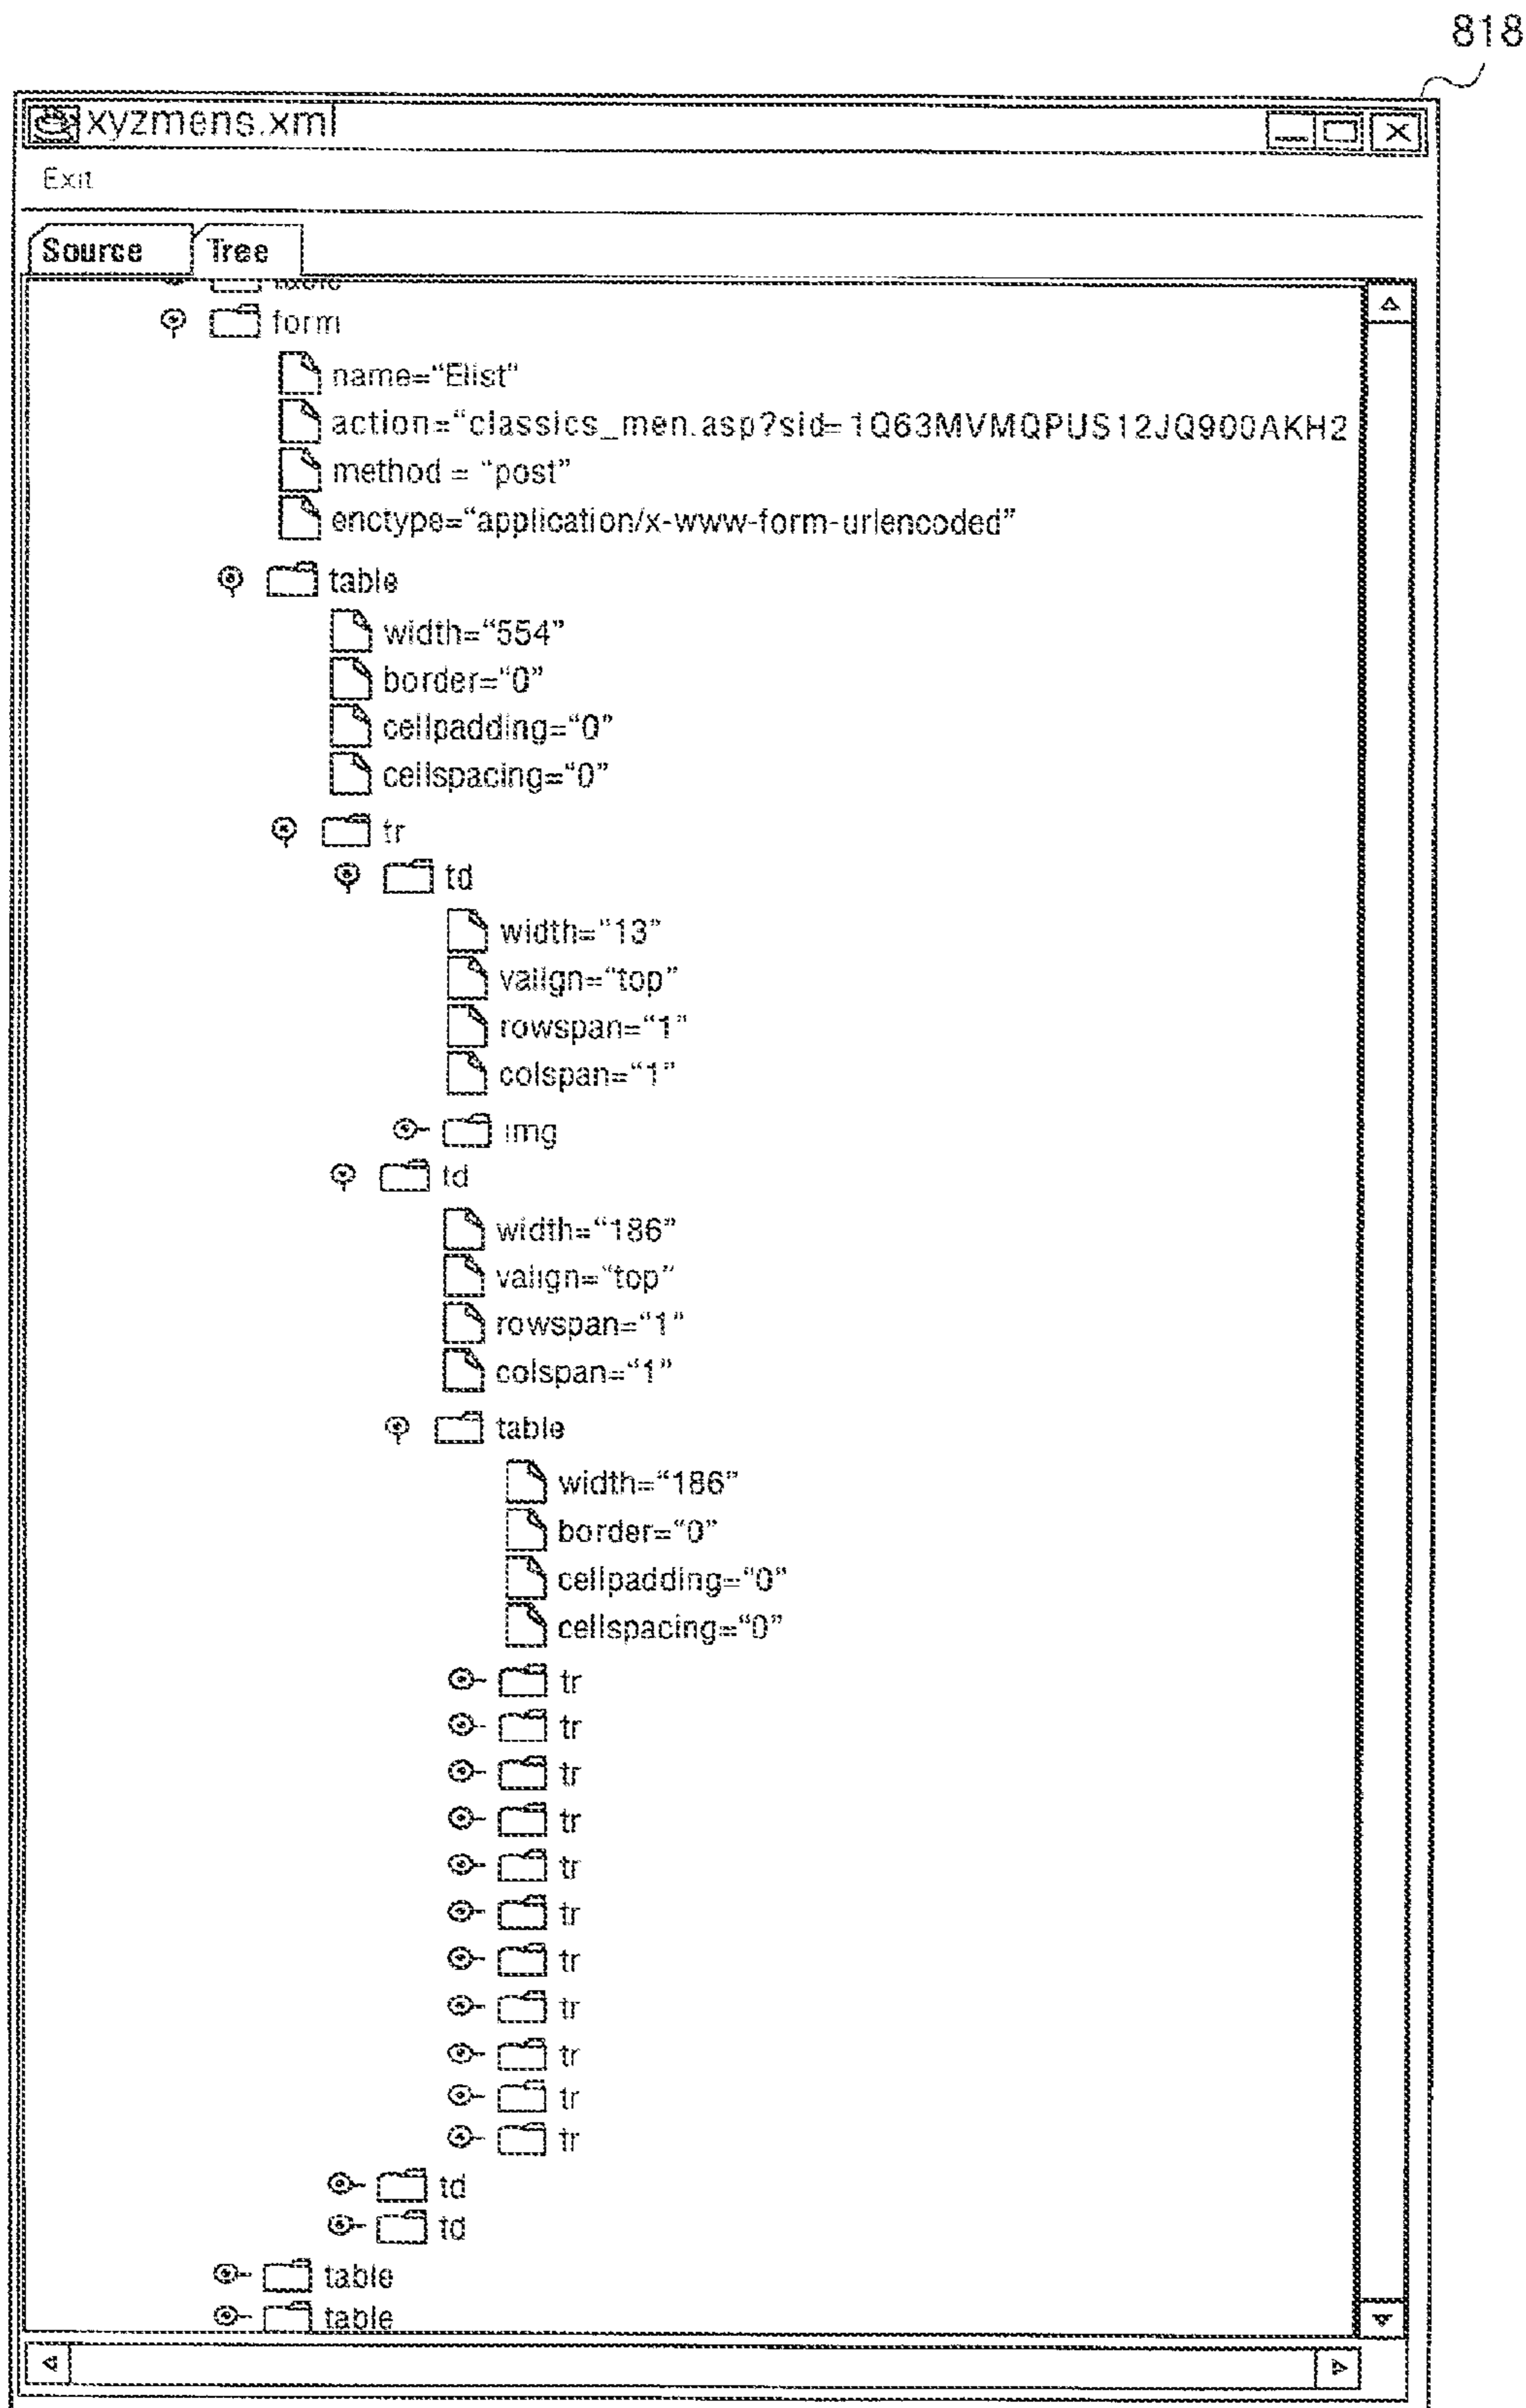 818
xyzmens.xml
Exit
Source Tree
form
name=“Elist”
action=“classics_men.asp?sid=1Q63MVMQPUS12JQ900AKH2
method = “post”
enctype=“application/x-www-form-urlencoded”
table
width=“554”
border=“0”
cellpadding=“0”
cellspacing=“0”
tr
td
width=“13”
valign=“top”
rowspan=“1”
colspan=“1”
img
td
width=“186”
valign=“top”
rowspan=“1”
colspan=“1”
table
width=“186”
border=“0”
cellpadding=“0”
cellspacing=“0”
tr
tr
tr
tr
tr
tr
tr
tr
tr
tr
tr
td
td
table
table